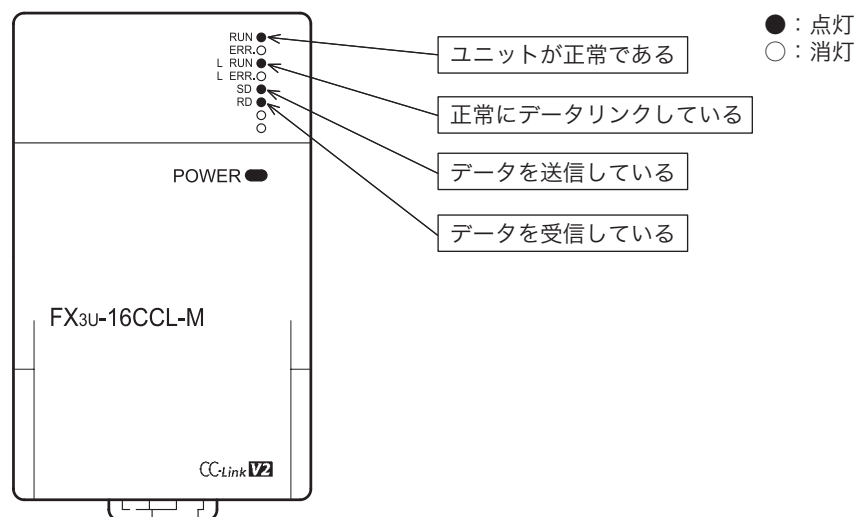 RUN
ERR.
L RUN
L ERR.
SD
RD
POWER
FX3U-16CCL-M
CC-Link V2
ユニットが正常である
正常にデータリンクしている
データを送信している
データを受信している
●：点灯
○：消灯